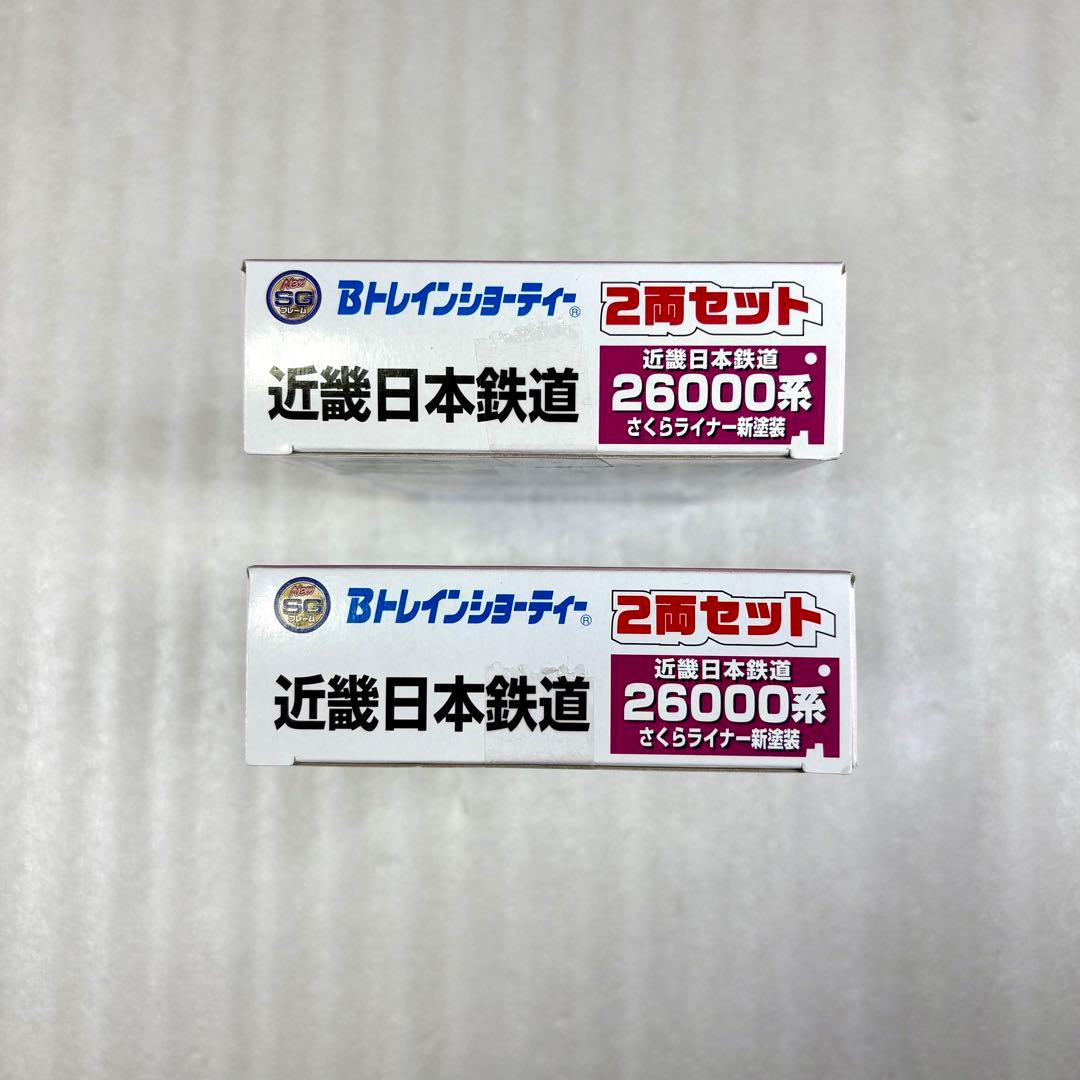 New
SG
フレーム
Bトレインショーティー®
2両セット
近畿日本鉄道
近畿日本鉄道
26000系
さくらライナー新塗装
New
SG
フレーム
Bトレインショーティー®
2両セット
近畿日本鉄道
近畿日本鉄道
26000系
さくらライナー新塗装